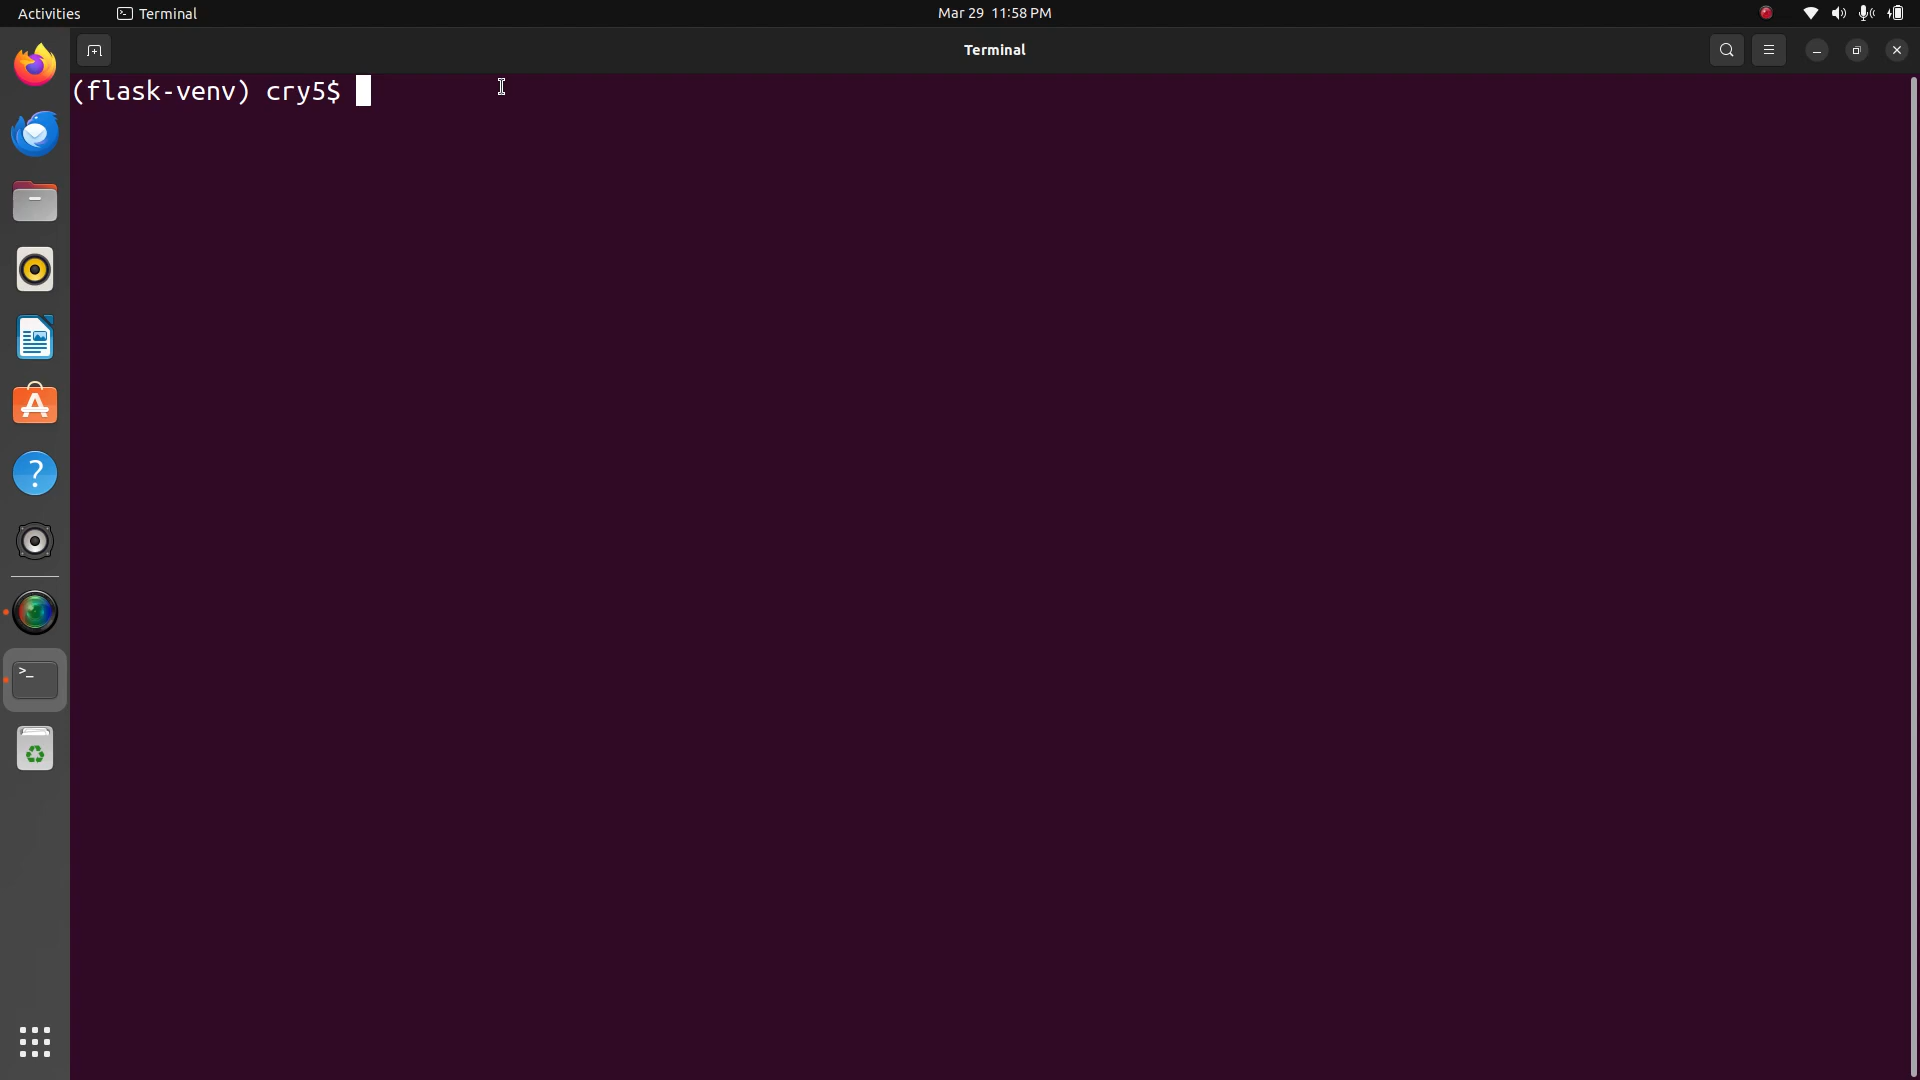 Activities
Terminal
Mar 29 11:58 PM
Terminal
(flask-venv) cry5$